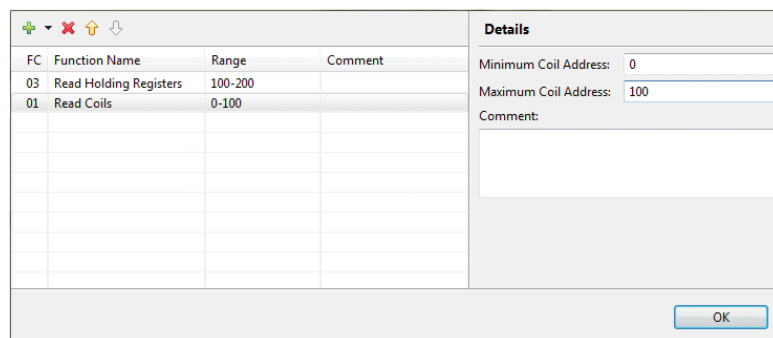 Details
FC Function Name Range Comment
03 Read Holding Registers 100-200
01 Read Coils 0-100
Minimum Coil Address: 0
Maximum Coil Address: 100
Comment:
OK